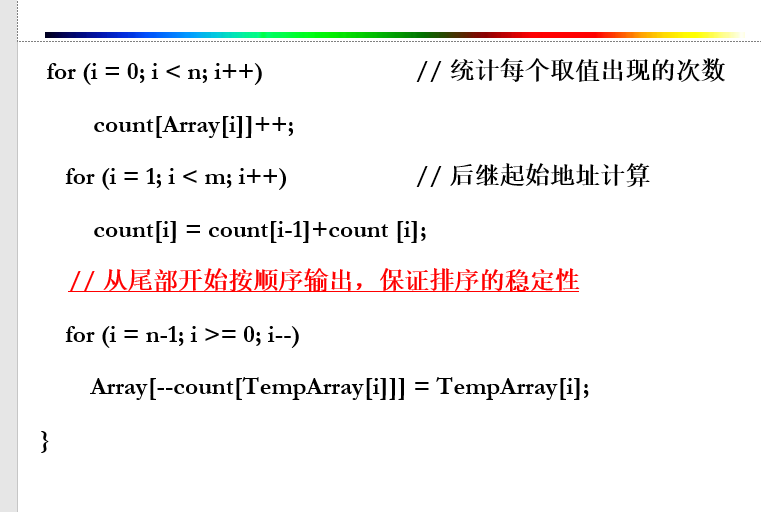 for (i = 0; i < n; i++) // 统计每个取值出现的次数
count[Array[i]]++;
for (i = 1; i < m; i++) // 后继起始地址计算
count[i] = count[i-1]+count [i];
// 从尾部开始按顺序输出，保证排序的稳定性
for (i = n-1; i >= 0; i--)
Array[--count[TempArray[i]]] = TempArray[i];
}